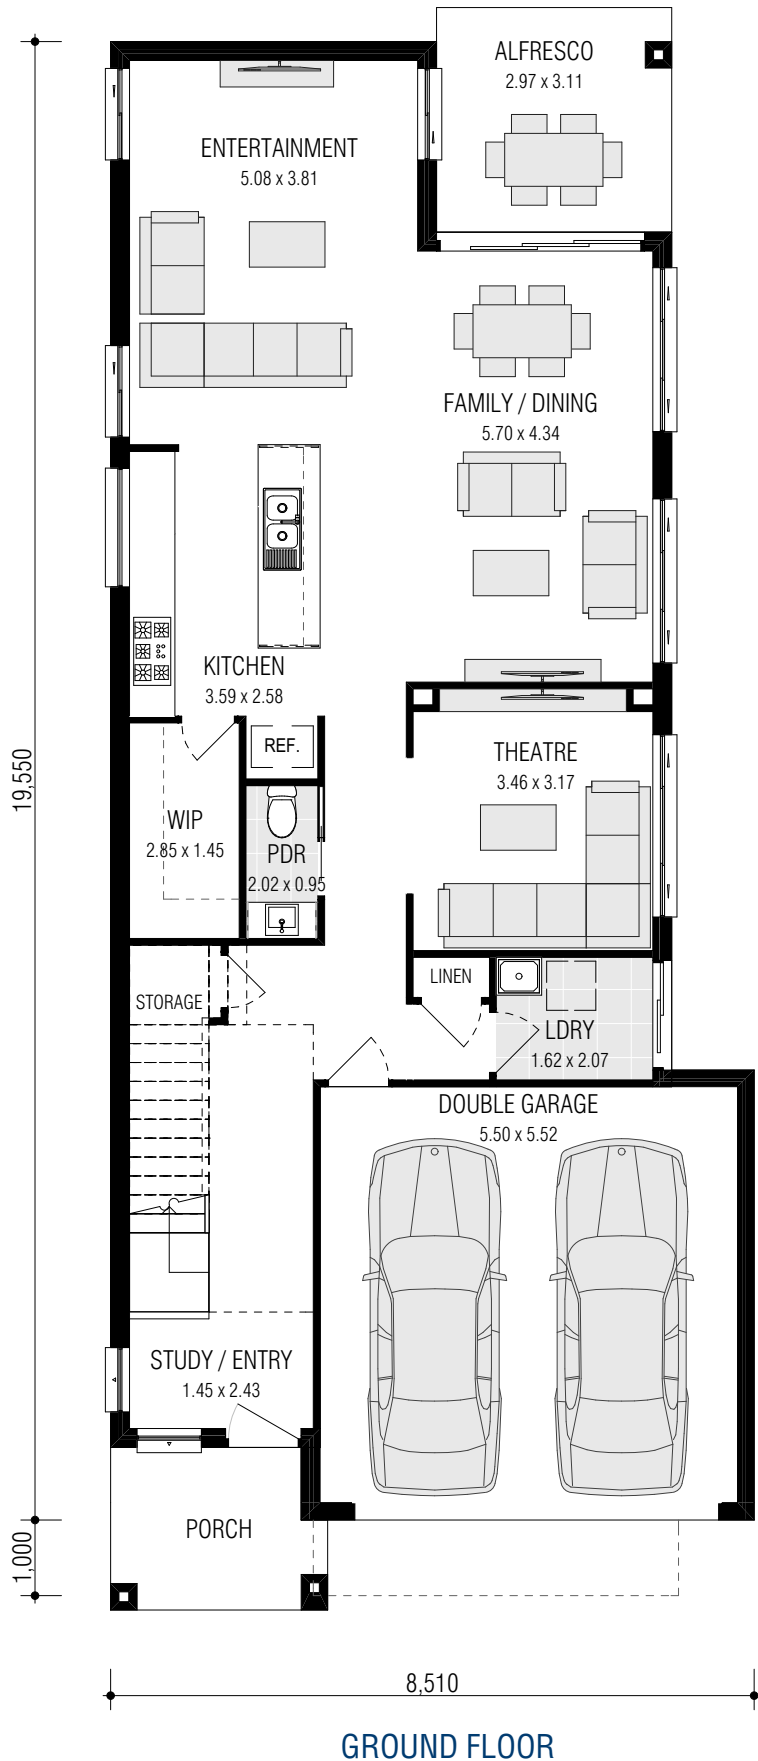 ALFRESCO
2.97 x 3.11
ENTERTAINMENT
5.08 x 3.81
FAMILY / DINING
5.70 x 4.34
KITCHEN
3.59 x 2.58
REF.
THEATRE
3.46 x 3.17
WIP
2.85 x 1.45
PDR
2.02 x 0.95
19,550
LINEN
STORAGE
LDRY
1.62 x 2.07
DOUBLE GARAGE
5.50 x 5.52
STUDY / ENTRY
1.45 x 2.43
PORCH
1,000
8,510
GROUND FLOOR